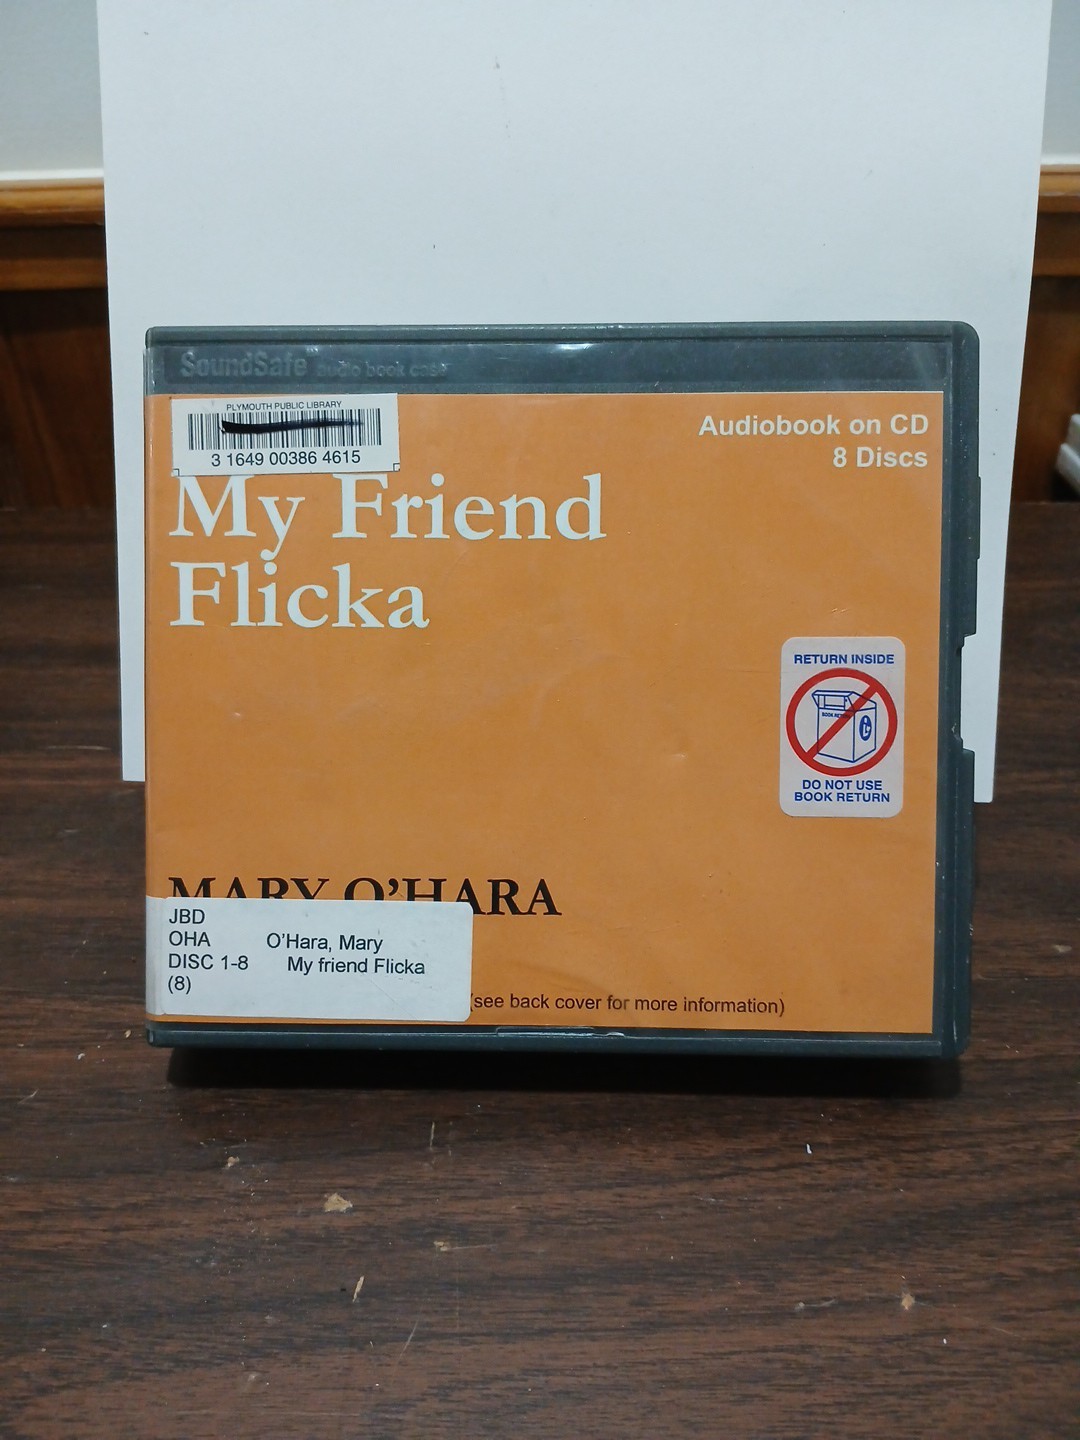 SoundSafe audio book case
PLYMOUTH PUBLIC LIBRARY
3 1649 00386 4615
Audiobook on CD
8 Discs
My Friend
Flicka
RETURN INSIDE
BOOK RETURN
DO NOT USE
BOOK RETURN
MARY O'HARA
JBD
OHA O'Hara, Mary
DISC 1-8 My friend Flicka
(8)
(see back cover for more information)